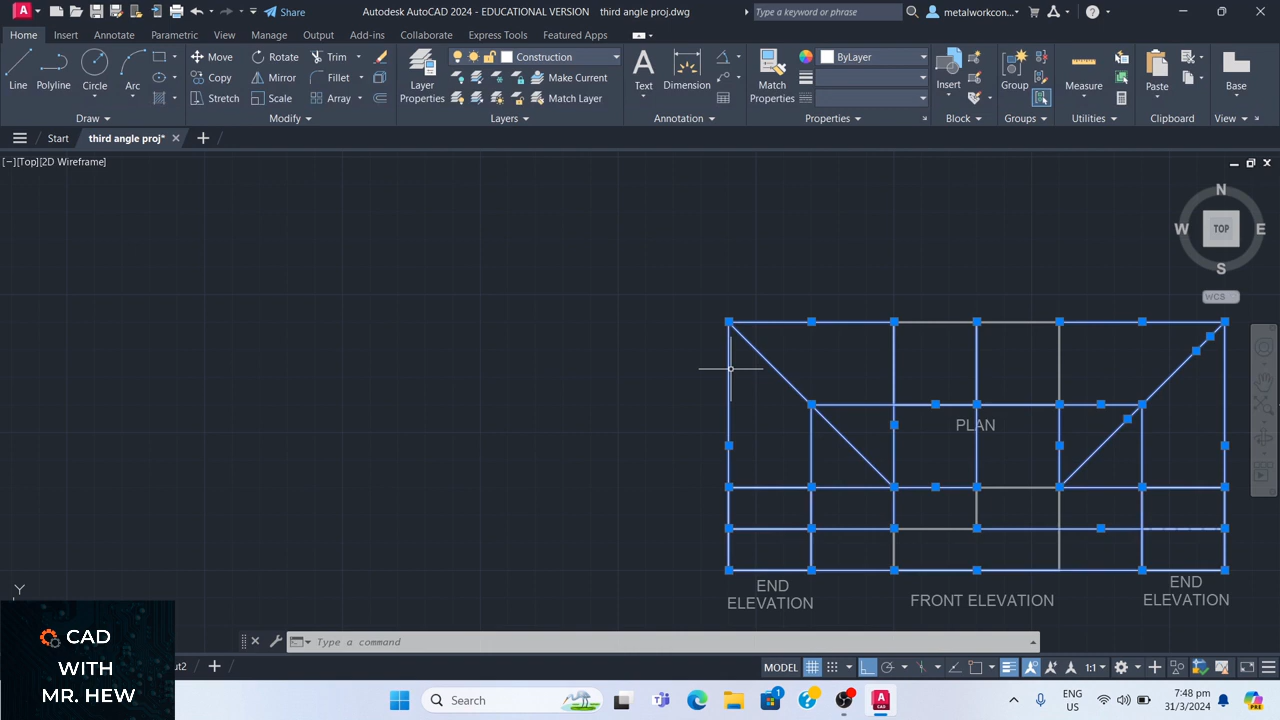 Share
Autodesk AutoCAD 2024 - EDUCATIONAL VERSION third angle proj.dwg
Type a keyword or phrase
metalworkcon...
Home Insert Annotate Parametric View Manage Output Add-ins Collaborate Express Tools Featured Apps
Line
Polyline
Circle
Arc
Move
Rotate
Trim
Copy
Mirror
Fillet
Stretch
Scale
Array
Layer
Properties
Construction
Make Current
Match Layer
Text
Dimension
Match
Properties
ByLayer
Insert
Group
Measure
Paste
Base
Draw
Modify
Layers
Annotation
Properties
Block
Groups
Utilities
Clipboard
View
Start
third angle proj*
[−][Top][2D Wireframe]
N
W
TOP
E
S
WCS
PLAN
END
ELEVATION
FRONT ELEVATION
END
ELEVATION
Y
CAD
WITH
MR. HEW
Type a command
MODEL
1:1
Search
ENG
US
7:48 pm
31/3/2024